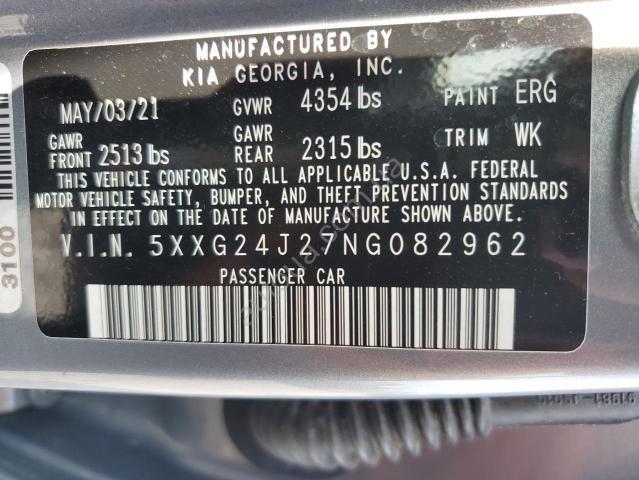 MANUFACTURED BY
KIA GEORGIA, INC.
MAY/03/21 GVWR 4354 lbs PAINT ERG
GAWR FRONT 2513 lbs GAWR REAR 2315 lbs TRIM WK
THIS VEHICLE CONFORMS TO ALL APPLICABLE U.S.A. FEDERAL
MOTOR VEHICLE SAFETY, BUMPER, AND THEFT PREVENTION STANDARDS
IN EFFECT ON THE DATE OF MANUFACTURE SHOWN ABOVE.
V.I.N. 5XXG24J27NG082962
PASSENGER CAR
3100